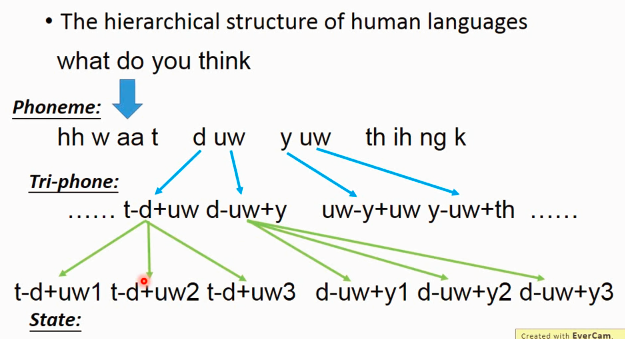 • The hierarchical structure of human languages
what do you think
Phoneme:
hh w aa t d uw y uw th ih ng k
Tri-phone:
…… t-d+uw d-uw+y uw-y+uw y-uw+th ……
t-d+uw1 t-d+uw2 t-d+uw3 d-uw+y1 d-uw+y2 d-uw+y3
State:
Created with EverCam.